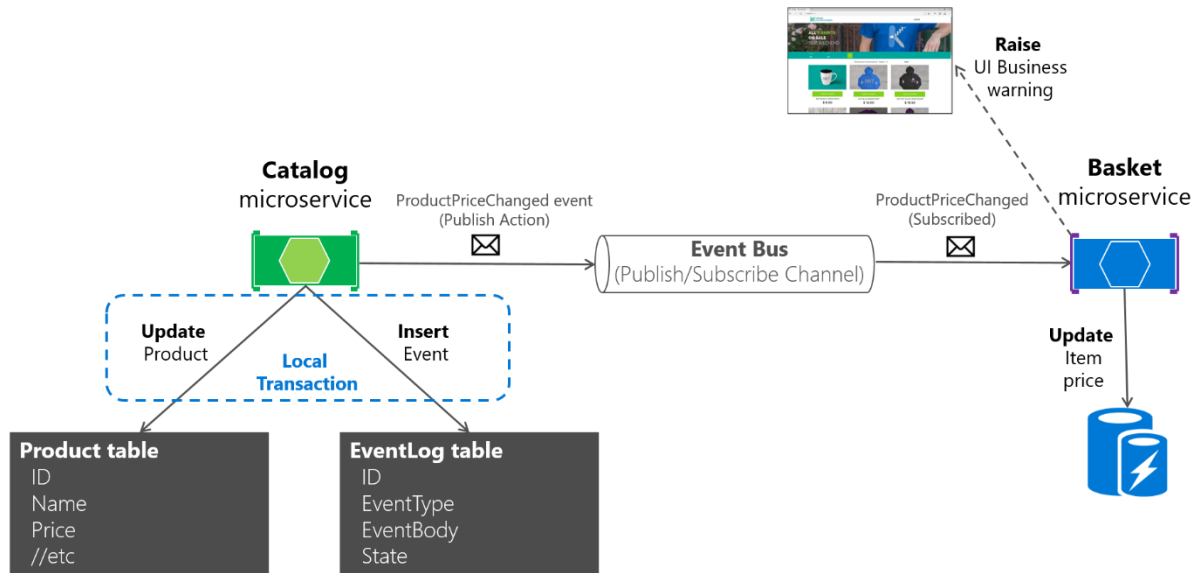 Raise
UI Business
warning
Catalog
microservice
ProductPriceChanged event
(Publish Action)
Event Bus
(Publish/Subscribe Channel)
ProductPriceChanged
(Subscribed)
Basket
microservice
Update
Product
Insert
Event
Local
Transaction
Update
Item
price
Product table
ID
Name
Price
//etc
EventLog table
ID
EventType
EventBody
State